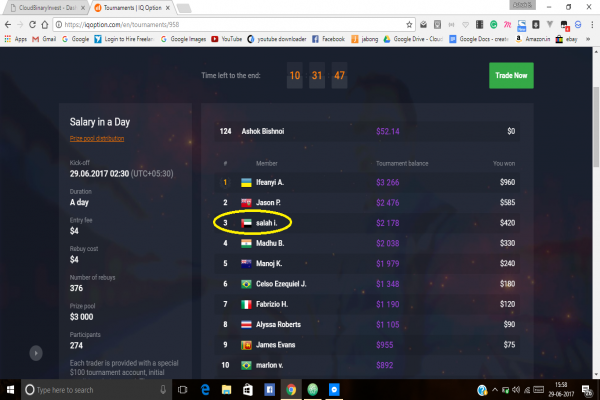 CloudBinaryInvest - Das
Tournaments | IQ Option
https://iqoption.com/en/tournaments/958
Apps
Gmail
Google
Login to Hire Freelan
Google Images
YouTube
youtube downloader
Facebook
jabong
Google Drive - Cloud
Google Docs - create
Amazon.in
ebay
Time left to the end: 10 31 47
Trade Now
Salary in a Day
Prize pool distribution
Kick-off
29.06.2017 02:30 (UTC+05:30)
Duration
A day
Entry fee
$4
Rebuy cost
$4
Number of rebuys
376
Prize pool
$3 000
Participants
274
Each trader is provided with a special
$100 tournament account, initial
124 Ashok Bishnoi $52.14 $0
# Member Tournament balance You won
1 Ifeanyi A. $3 266 $960
2 Jason P. $2 476 $585
3 salah i. $2 178 $420
4 Madhu B. $2 038 $330
5 Manoj K. $1 979 $240
6 Celso Ezequiel J. $1 348 $180
7 Fabrizio H. $1 190 $120
8 Alyssa Roberts $1 105 $90
9 James Evans $955 $75
10 marlon v. $892
Type here to search
15:58
29-06-2017